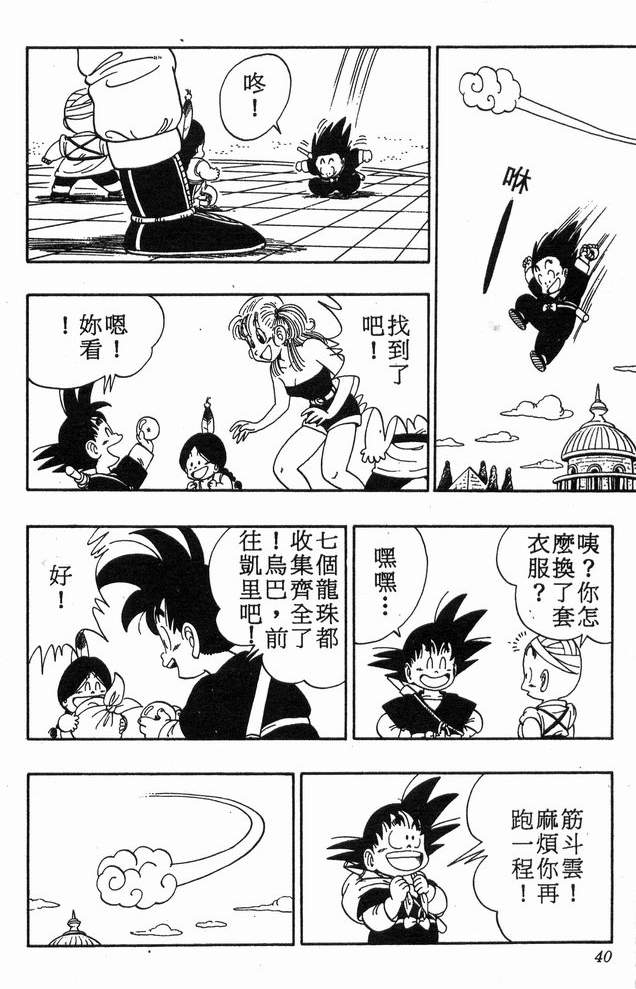 咻
咚！
找到了
吧！
嗯！
妳看
！
咦？你怎
麼換了套
衣服？
嘿嘿…
七個龍珠都
收集齊全了
！烏巴，前
往凱里吧！
好！
筋斗雲！
麻煩你再
跑一程！
40